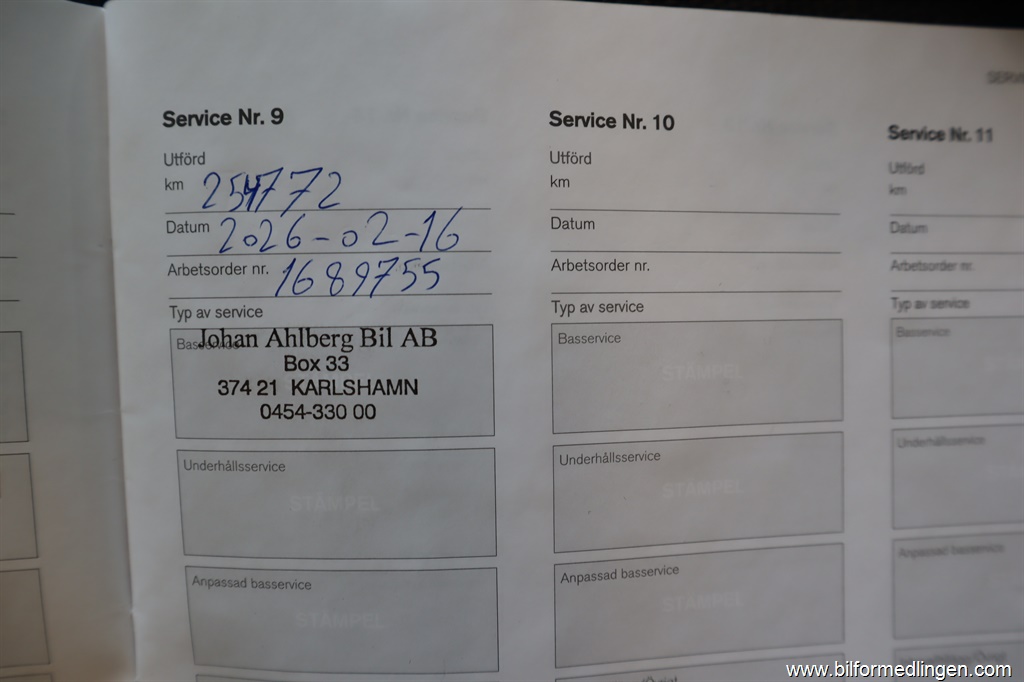 SERVI
Service Nr. 9
Utförd
km 254772
Datum 2026-02-16
Arbetsorder nr. 1689755
Typ av service
Basservice
Johan Ahlberg Bil AB
Box 33
374 21 KARLSHAMN
0454-330 00
Underhållsservice
STÄMPEL
Anpassad basservice
STÄMPEL
Service Nr. 10
Utförd
km
Datum
Arbetsorder nr.
Typ av service
Basservice
STÄMPEL
Underhållsservice
STÄMPEL
Anpassad basservice
STÄMPEL
Service Nr. 11
Utförd
km
Datum
Arbetsorder nr.
Typ av service
Basservice
Underhållsservice
Anpassad basservice
www.bilformedlingen.com